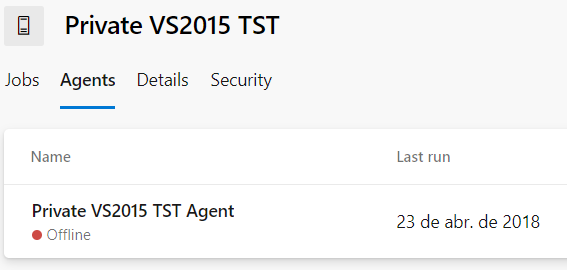 Private VS2015 TST
Jobs Agents Details Security
Name Last run
Private VS2015 TST Agent
Offline
23 de abr. de 2018